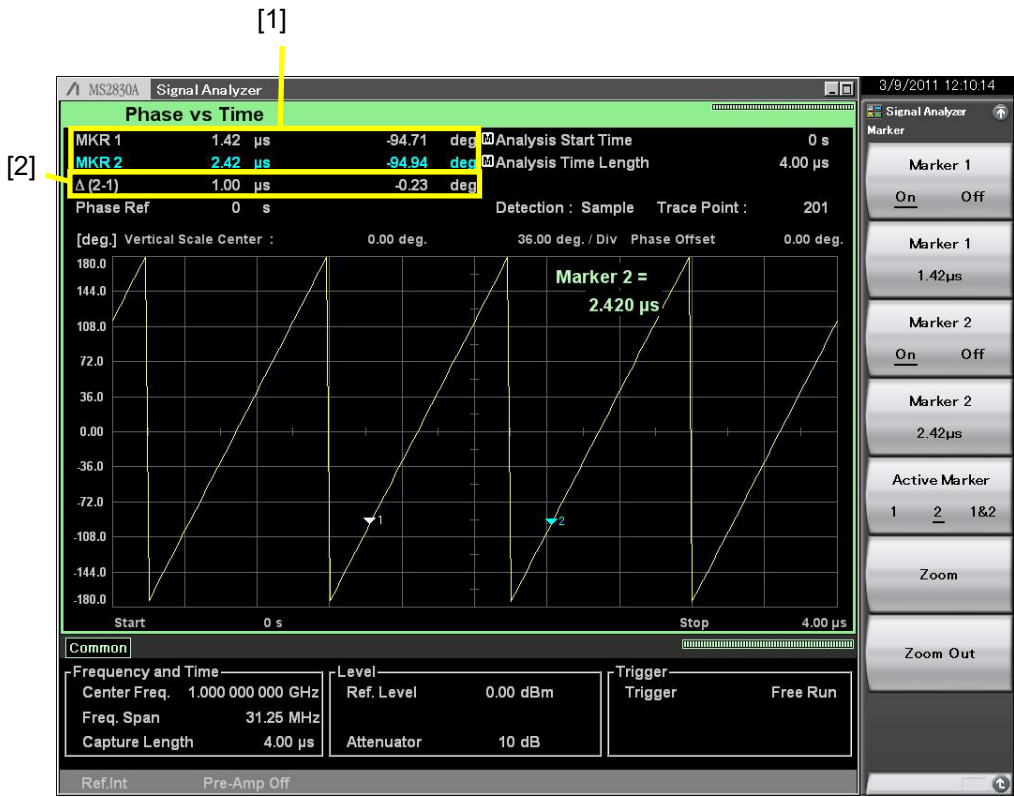 [1]
[2]
MS2830A Signal Analyzer
3/9/2011 12:10:14
Phase vs Time
MKR 1 1.42 µs -94.71 deg M Analysis Start Time 0 s
MKR 2 2.42 µs -94.94 deg M Analysis Time Length 4.00 µs
Δ (2-1) 1.00 µs -0.23 deg
Phase Ref 0 s Detection : Sample Trace Point : 201
[deg.] Vertical Scale Center : 0.00 deg. 36.00 deg. / Div Phase Offset 0.00 deg.
180.0
144.0
108.0
72.0
36.0
0.00
-36.0
-72.0
-108.0
-144.0
-180.0
Marker 2 =
2.420 µs
1
2
Start 0 s Stop 4.00 µs
Common
Frequency and Time
Center Freq. 1.000 000 000 GHz
Freq. Span 31.25 MHz
Capture Length 4.00 µs
Level
Ref. Level 0.00 dBm
Attenuator 10 dB
Trigger
Trigger Free Run
Ref.Int Pre-Amp Off
Signal Analyzer
Marker
Marker 1
On Off
Marker 1
1.42µs
Marker 2
On Off
Marker 2
2.42µs
Active Marker
1 2 1&2
Zoom
Zoom Out